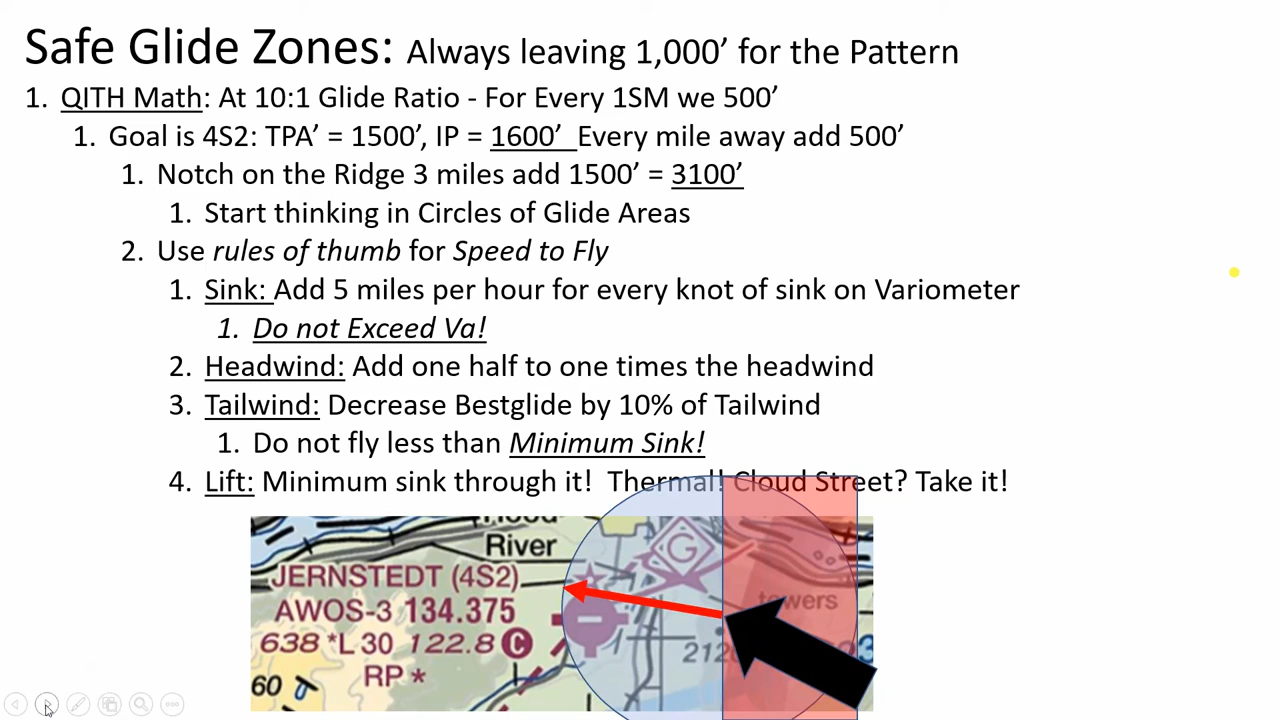 Safe Glide Zones: Always leaving 1,000’ for the Pattern
1. QITH Math: At 10:1 Glide Ratio - For Every 1SM we 500’
1. Goal is 4S2: TPA’ = 1500’, IP = 1600’ Every mile away add 500’
1. Notch on the Ridge 3 miles add 1500’ = 3100’
1. Start thinking in Circles of Glide Areas
2. Use rules of thumb for Speed to Fly
1. Sink: Add 5 miles per hour for every knot of sink on Variometer
1. Do not Exceed Va!
2. Headwind: Add one half to one times the headwind
3. Tailwind: Decrease Bestglide by 10% of Tailwind
1. Do not fly less than Minimum Sink!
4. Lift: Minimum sink through it! Thermal! Cloud Street? Take it!
Hood
River
G
JERNSTEDT (4S2)
towers
AWOS-3 134.375
638 *L 30 122.8 C
RP *
60